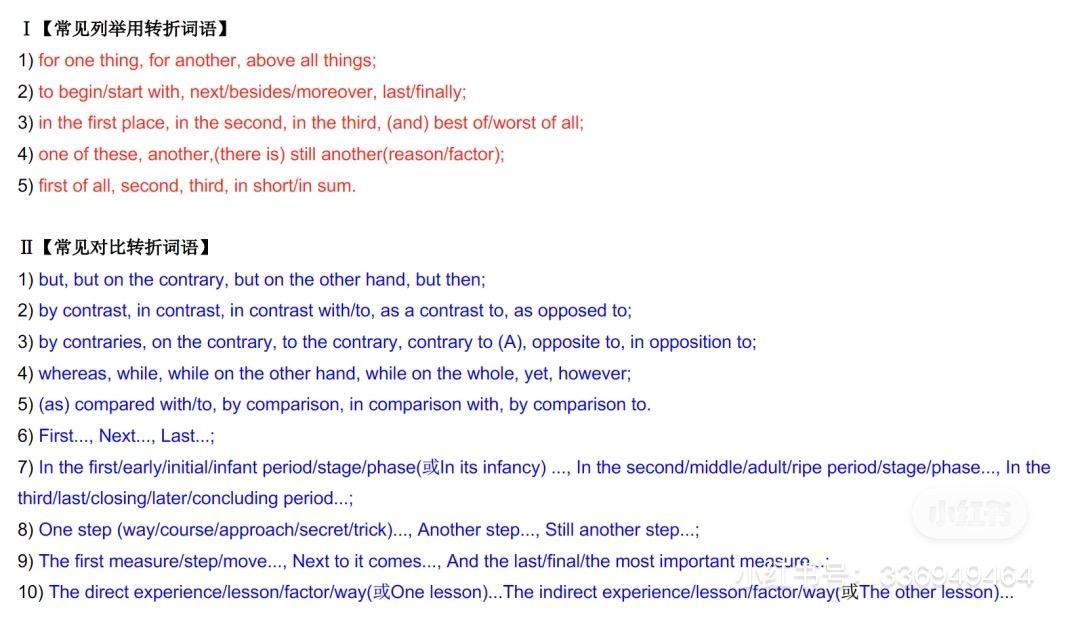 Ⅰ【常见列举用转折词语】
1) for one thing, for another, above all things;
2) to begin/start with, next/besides/moreover, last/finally;
3) in the first place, in the second, in the third, (and) best of/worst of all;
4) one of these, another,(there is) still another(reason/factor);
5) first of all, second, third, in short/in sum.
Ⅱ【常见对比转折词语】
1) but, but on the contrary, but on the other hand, but then;
2) by contrast, in contrast, in contrast with/to, as a contrast to, as opposed to;
3) by contraries, on the contrary, to the contrary, contrary to (A), opposite to, in opposition to;
4) whereas, while, while on the other hand, while on the whole, yet, however;
5) (as) compared with/to, by comparison, in comparison with, by comparison to.
6) First..., Next..., Last...;
7) In the first/early/initial/infant period/stage/phase(或In its infancy) ..., In the second/middle/adult/ripe period/stage/phase..., In the
third/last/closing/later/concluding period...;
小红书
8) One step (way/course/approach/secret/trick)..., Another step..., Still another step...;
9) The first measure/step/move..., Next to it comes..., And the last/final/the most important measure...;
小红书号：336949464
10) The direct experience/lesson/factor/way(或One lesson)...The indirect experience/lesson/factor/way(或The other lesson)...